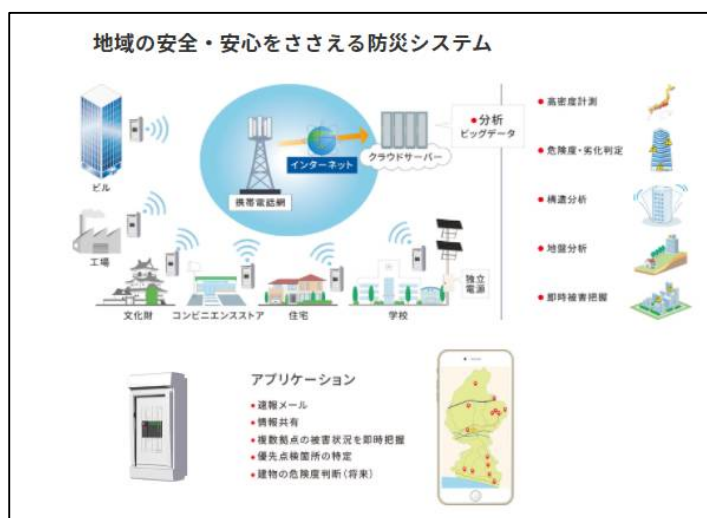 地域の安全・安心をささえる防災システム
ビル
工場
文化財
コンビニエンスストア
住宅
学校
独立
電源
携帯電話網
インターネット
クラウドサーバー
●分析
ビッグデータ
●高密度計測
●危険度・劣化判定
●構造分析
●地盤分析
●即時被害把握
アプリケーション
●速報メール
●情報共有
●複数拠点の被害状況を即時把握
●優先点検箇所の特定
●建物の危険度判断(将来)